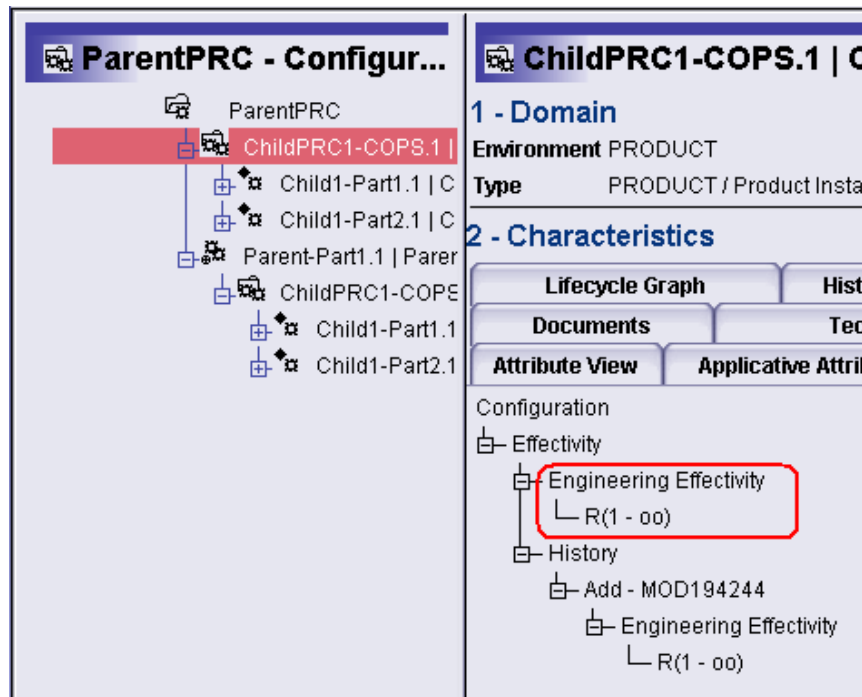 ParentPRC - Configur...
ParentPRC
ChildPRC1-COPS.1 |
Child1-Part1.1 | C
Child1-Part2.1 | C
Parent-Part1.1 | Parer
ChildPRC1-COPS
Child1-Part1.1
Child1-Part2.1
ChildPRC1-COPS.1 | C
1 - Domain
Environment PRODUCT
Type PRODUCT / Product Insta
2 - Characteristics
Lifecycle Graph Hist
Documents Tec
Attribute View Applicative Attril
Configuration
Effectivity
Engineering Effectivity
R(1 - oo)
History
Add - MOD194244
Engineering Effectivity
R(1 - oo)